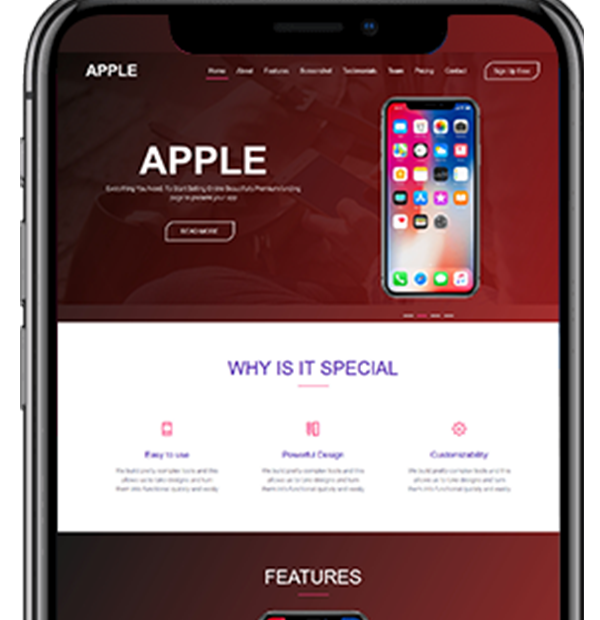 APPLE
Home About Features Screenshot Testimonials Team Pricing Contact Sign Up Free
APPLE
Everything You Need, To Start Selling Online Beautifully Premium landing
page to promote your app
READ MORE
WHY IS IT SPECIAL
Easy to use Powerful Design Customizability
We build pretty complex tools and this We build pretty complex tools and this We build pretty complex tools and this
allows us to take designs and turn allows us to take designs and turn allows us to take designs and turn
them into functional quickly and easily them into functional quickly and easily them into functional quickly and easily
FEATURES